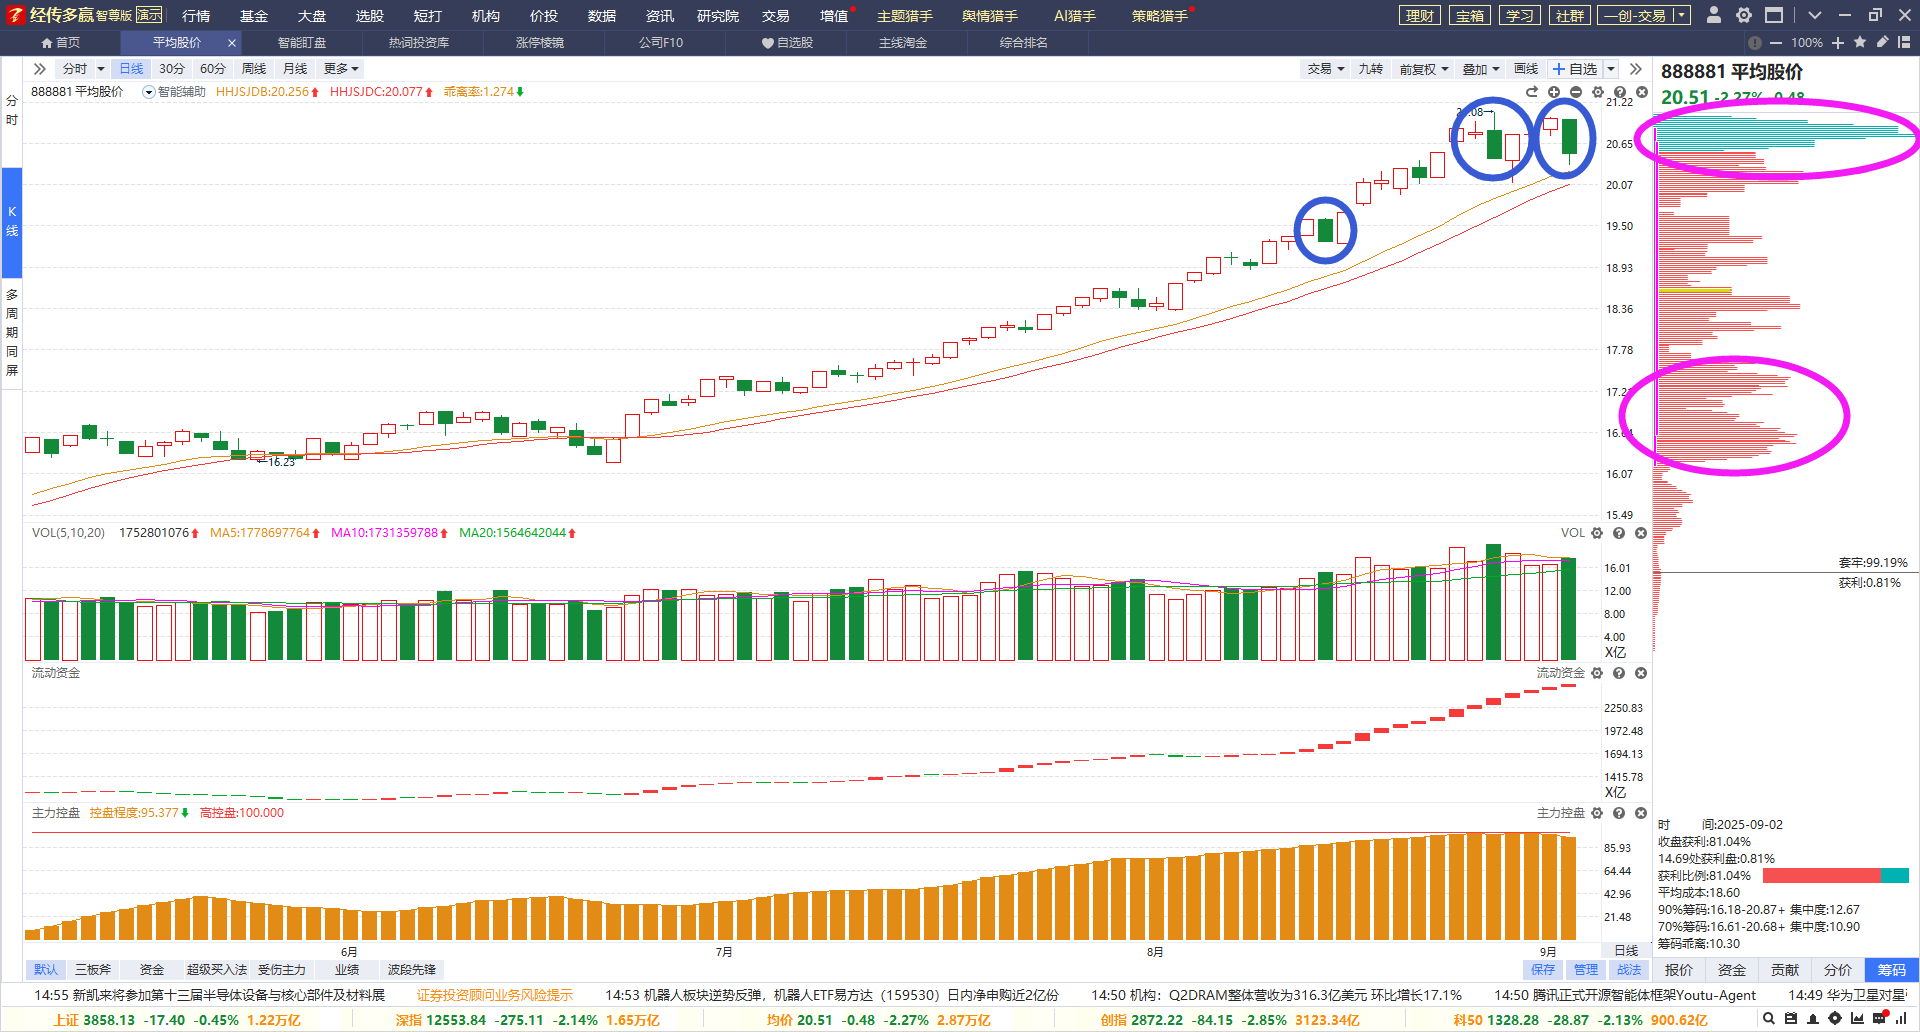 经传多赢 智尊版 演示 行情 基金 大盘 选股 短打 机构 价投 数据 资讯 研究院 交易 增值 主题猎手 舆情猎手 AI猎手 策略猎手 理财 宝箱 学习 社群 一创-交易
首页 平均股价 智能盯盘 热词投资库 涨停棱镜 公司F10 自选股 主线淘金 综合排名 100%
分时 日线 30分 60分 周线 月线 更多 交易 九转 前复权 叠加 画线 自选
888881 平均股价
20.51 -2.27% -0.48
888881 平均股价 智能辅助 HHJSJDB:20.256 HHJSJDC:20.077 乖离率:1.274
分时
K线
多周期同屏
21.22
20.65
20.07
19.50
18.93
18.36
17.78
16.07
15.49
16.23
VOL(5,10,20) 1752801076 MA5:1778697764 MA10:1731359788 MA20:1564642044 VOL
16.01
12.00
8.00
4.00
X亿
套牢:99.19%
获利:0.81%
流动资金 流动资金
2250.83
1972.48
1694.13
1415.78
X亿
主力控盘 控盘程度:95.377 高控盘:100.000 主力控盘
85.93
64.44
42.96
21.48
6月 7月 8月 9月 日线
时 间:2025-09-02
收盘获利:81.04%
14.69处获利盘:0.81%
获利比例:81.04%
平均成本:18.60
90%筹码:16.18-20.87+ 集中度:12.67
70%筹码:16.61-20.68+ 集中度:10.90
筹码乖离:10.30
默认 三板斧 资金 超级买入法 受伤主力 业绩 波段先锋 保存 管理 战法 报价 资金 贡献 分价 筹码
14:55 新凯来将参加第十三届半导体设备与核心部件及材料展 证券投资顾问业务风险提示 14:53 机器人板块逆势反弹，机器人ETF易方达（159530）日内净申购近2亿份 14:50 机构：Q2DRAM整体营收为316.3亿美元 环比增长17.1% 14:50 腾讯正式开源智能体框架Youtu-Agent 14:49 华为卫星对星
上证 3858.13 -17.40 -0.45% 1.22万亿 深指 12553.84 -275.11 -2.14% 1.65万亿 均价 20.51 -0.48 -2.27% 2.87万亿 创指 2872.22 -84.15 -2.85% 3123.34亿 科50 1328.28 -28.87 -2.13% 900.62亿